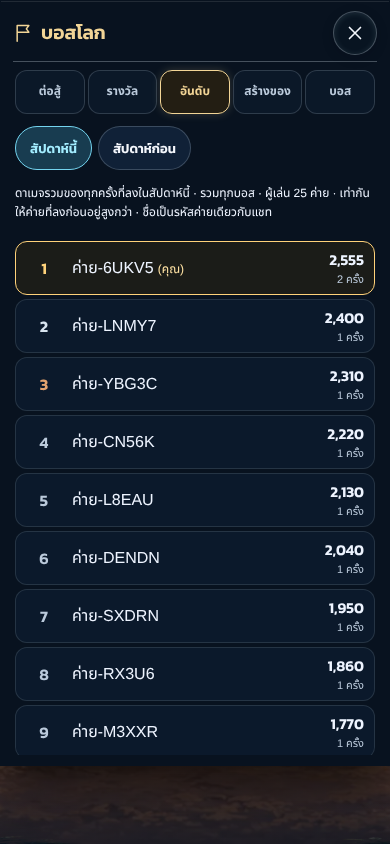 บอสโลก
ต่อสู้ รางวัล อันดับ สร้างของ บอส
สัปดาห์นี้ สัปดาห์ก่อน
ดาเมจรวมของทุกครั้งที่ลงในสัปดาห์นี้ · รวมทุกบอส · ผู้เล่น 25 ค่าย · เท่ากัน
ให้ค่ายที่ลงก่อนอยู่สูงกว่า · ชื่อเป็นรหัสค่ายเดียวกับแชท
1 ค่าย-6UKV5 (คุณ) 2,555
2 ครั้ง
2 ค่าย-LNMY7 2,400
1 ครั้ง
3 ค่าย-YBG3C 2,310
1 ครั้ง
4 ค่าย-CN56K 2,220
1 ครั้ง
5 ค่าย-L8EAU 2,130
1 ครั้ง
6 ค่าย-DENDN 2,040
1 ครั้ง
7 ค่าย-SXDRN 1,950
1 ครั้ง
8 ค่าย-RX3U6 1,860
1 ครั้ง
9 ค่าย-M3XXR 1,770
1 ครั้ง